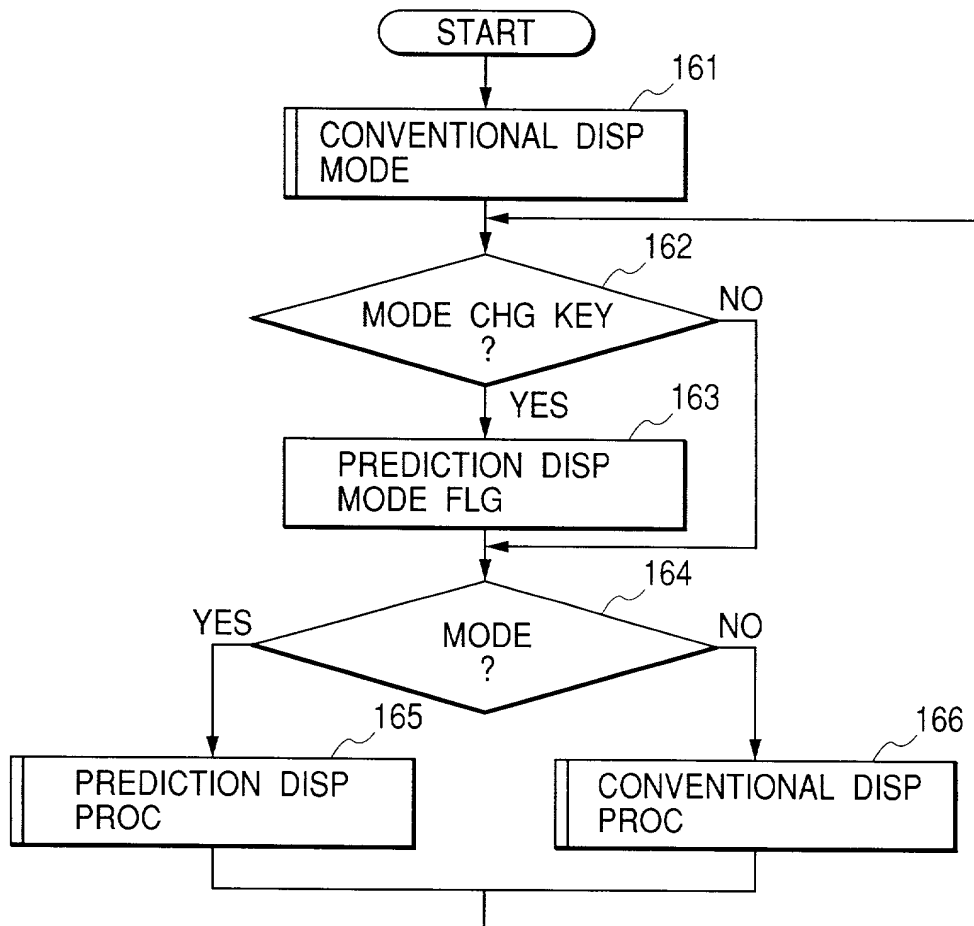 START
161
CONVENTIONAL DISP
MODE
162
MODE CHG KEY
?
NO
YES
163
PREDICTION DISP
MODE FLG
164
YES
MODE
?
NO
165
PREDICTION DISP
PROC
166
CONVENTIONAL DISP
PROC